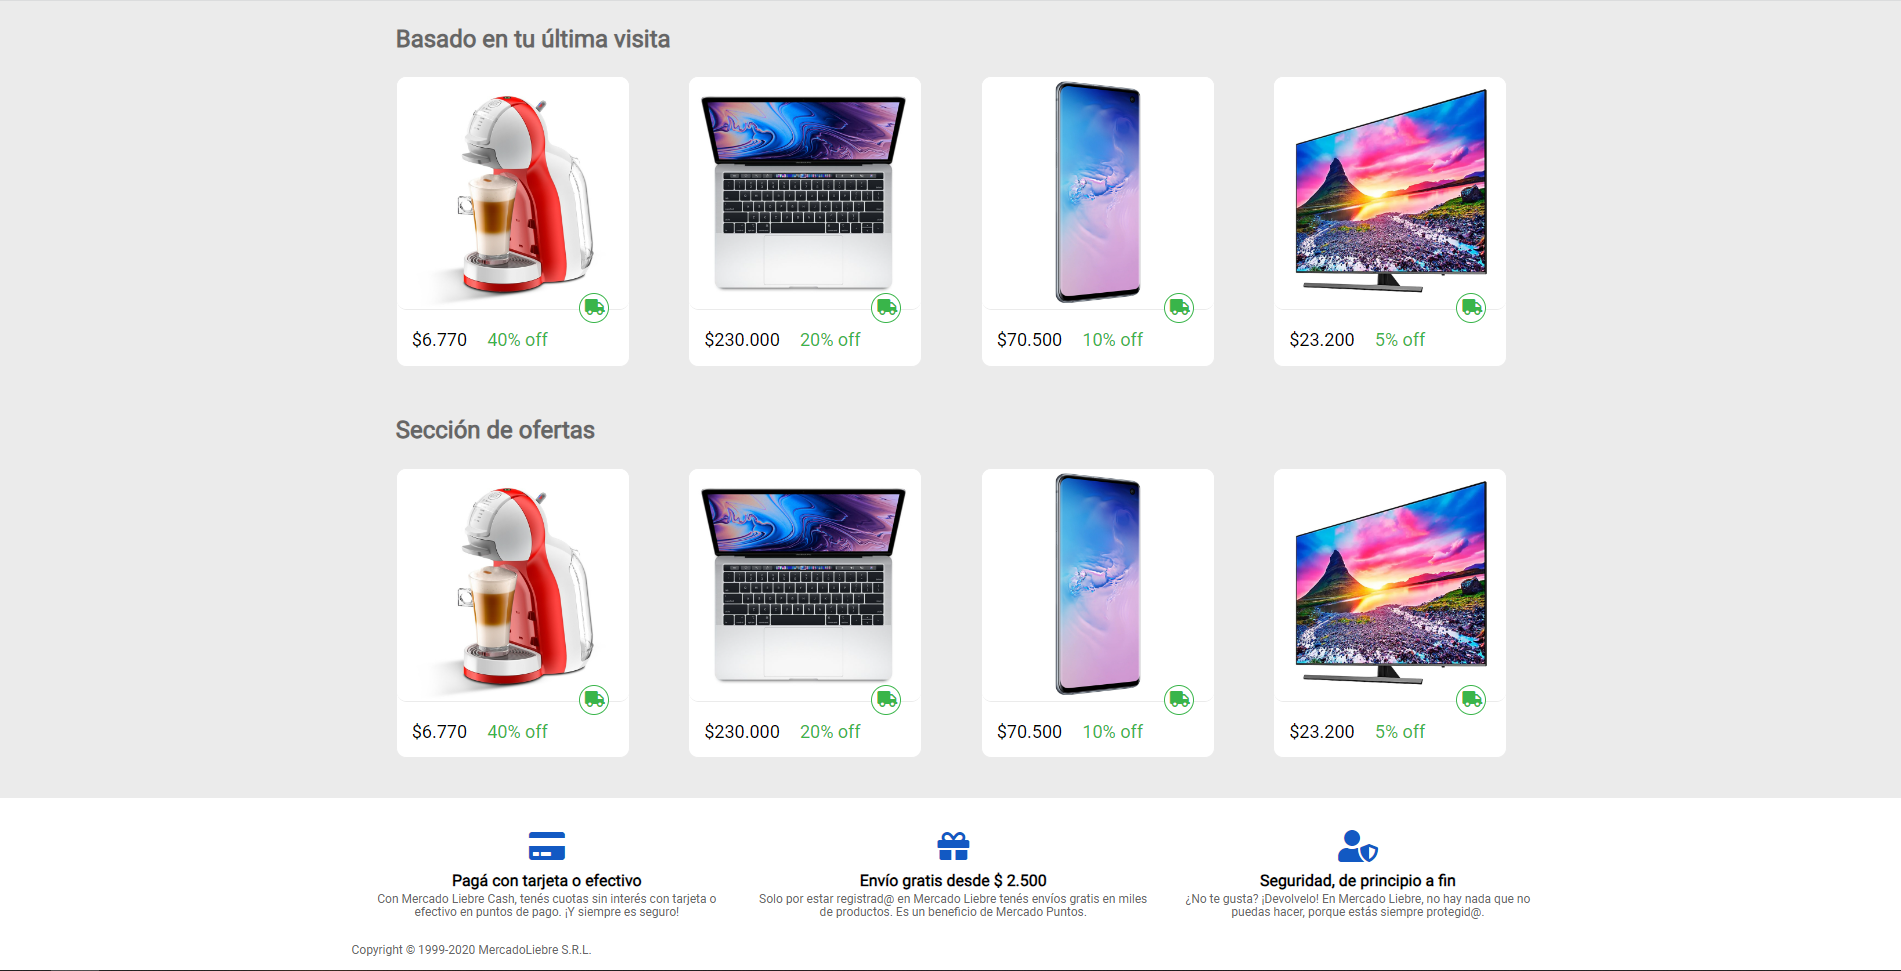 Basado en tu última visita
$6.770 40% off
$230.000 20% off
$70.500 10% off
$23.200 5% off
Sección de ofertas
$6.770 40% off
$230.000 20% off
$70.500 10% off
$23.200 5% off
Pagá con tarjeta o efectivo
Con Mercado Liebre Cash, tenés cuotas sin interés con tarjeta o
efectivo en puntos de pago. ¡Y siempre es seguro!
Envío gratis desde $ 2.500
Solo por estar registrad@ en Mercado Liebre tenés envíos gratis en miles
de productos. Es un beneficio de Mercado Puntos.
Seguridad, de principio a fin
¿No te gusta? ¡Devolvelo! En Mercado Liebre, no hay nada que no
puedas hacer, porque estás siempre protegid@.
Copyright © 1999-2020 MercadoLiebre S.R.L.